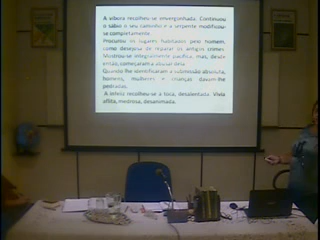 A víbora recolheu-se envergonhada. Continuou
o sábio o seu caminho e a serpente modificou-
se completamente.
Procurou os lugares habitados pelo homem,
como desejosa de reparar os antigos crimes.
Mostrou-se integralmente pacífica, mas, desde
então, começaram a abusar dela.
Quando lhe identificaram a submissão absoluta,
homens, mulheres e crianças davam-lhe
pedradas.
A infeliz recolheu-se à toca, desalentada. Vivia
aflita, medrosa, desanimada.